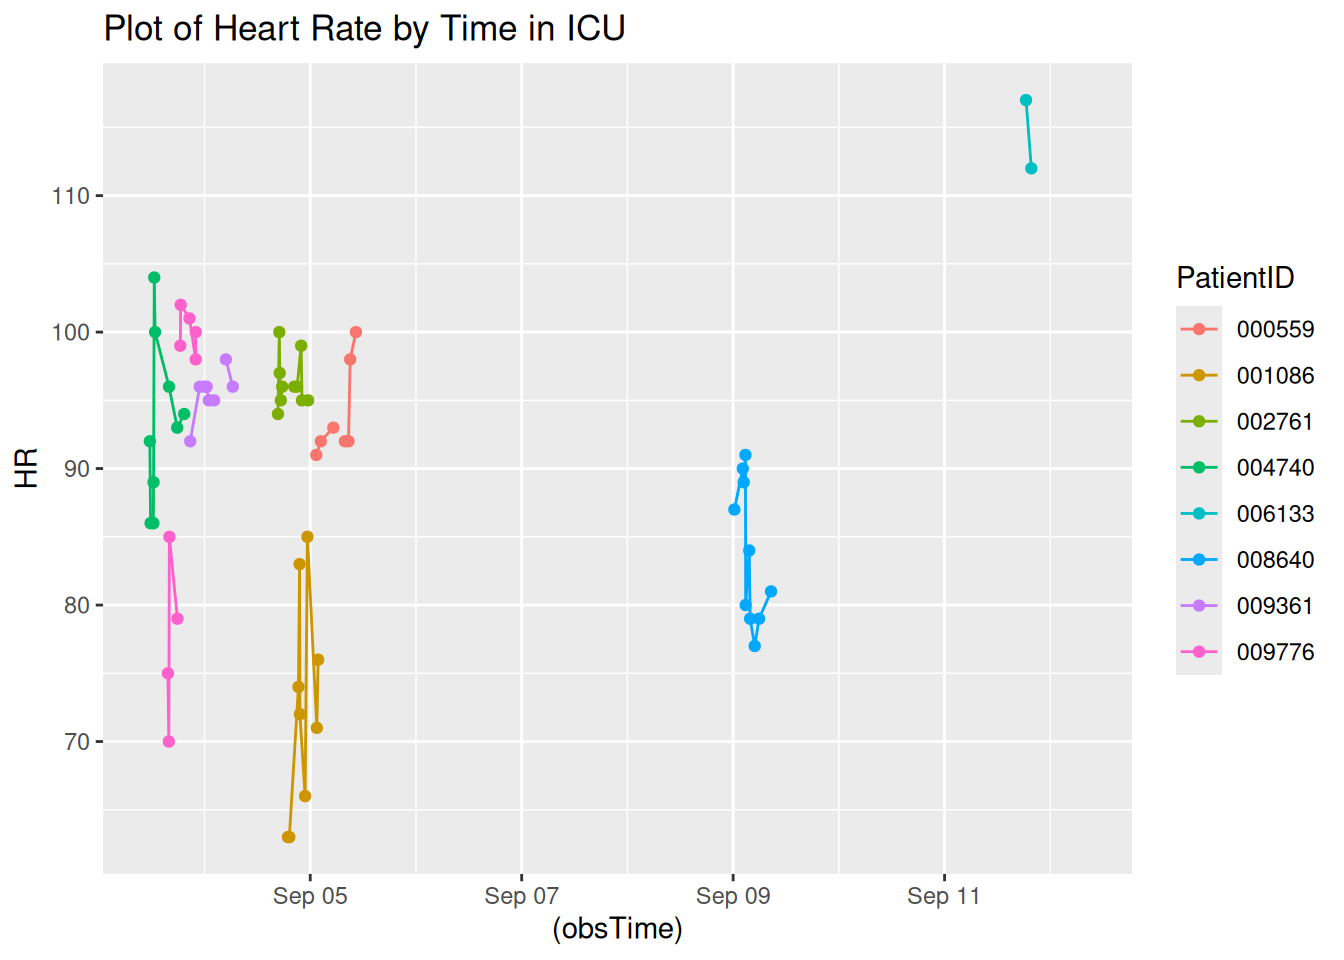 Plot of Heart Rate by Time in ICU
HR
110
100
90
80
70
Sep 05
Sep 07
Sep 09
Sep 11
(obsTime)
PatientID
000559
001086
002761
004740
006133
008640
009361
009776